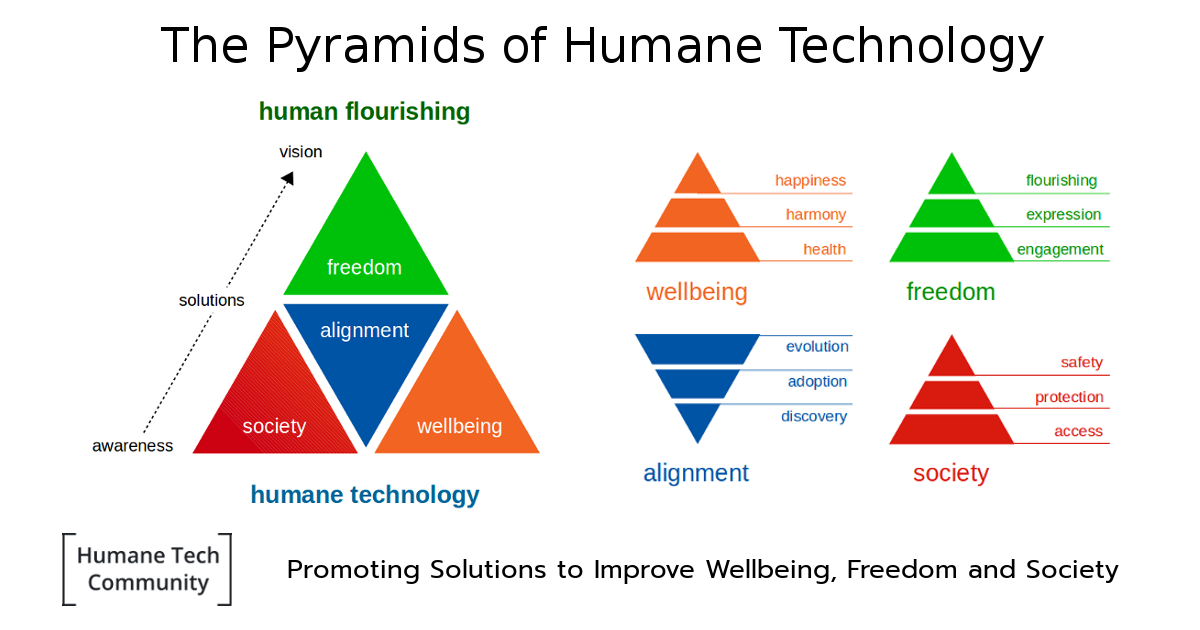 The Pyramids of Humane Technology
human flourishing
vision
solutions
awareness
freedom
alignment
society
wellbeing
humane technology
happiness
harmony
health
wellbeing
flourishing
expression
engagement
freedom
evolution
adoption
discovery
alignment
safety
protection
access
society
Humane Tech
Community
Promoting Solutions to Improve Wellbeing, Freedom and Society